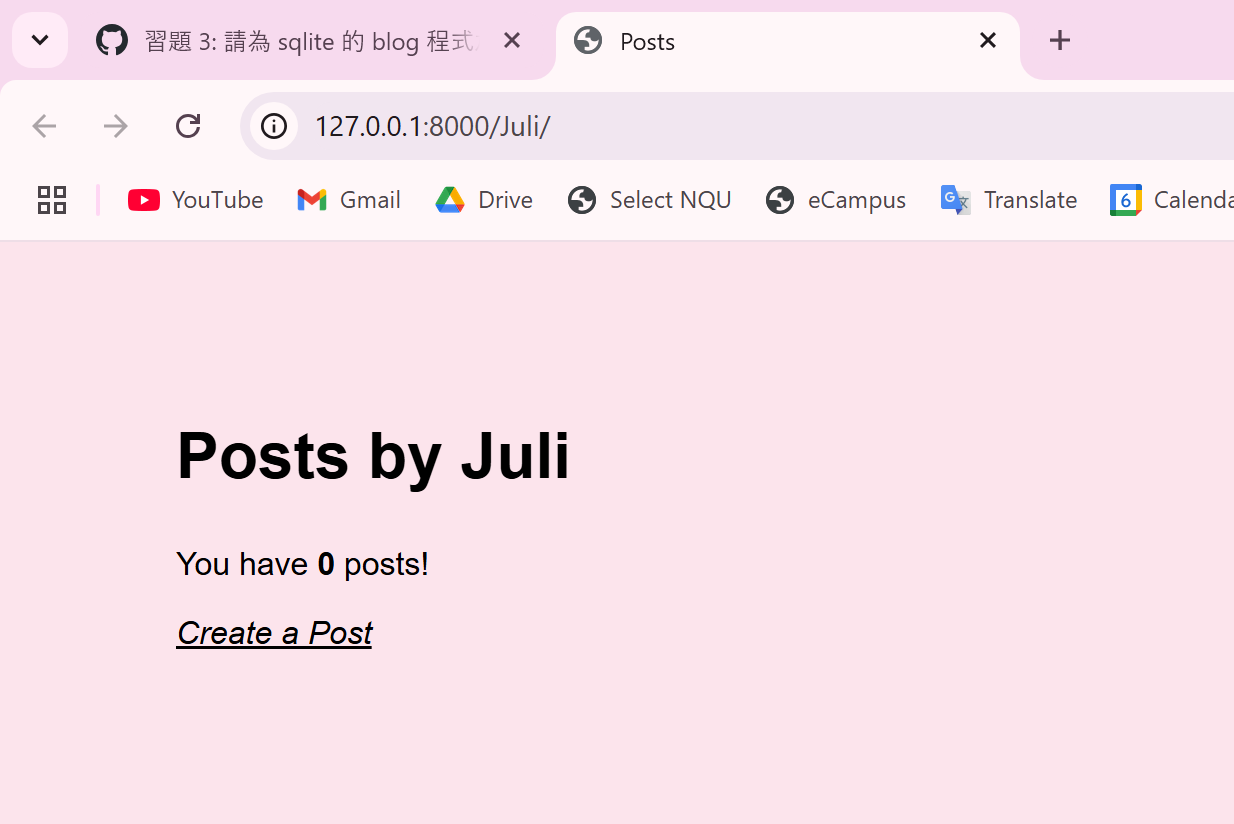 習題 3: 請為 sqlite 的 blog 程式
Posts
127.0.0.1:8000/Juli/
YouTube
Gmail
Drive
Select NQU
eCampus
Translate
6
Calenda
Posts by Juli
You have 0 posts!
Create a Post